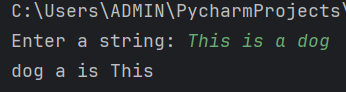 C:\Users\ADMIN\PycharmProjects\
Enter a string: This is a dog
dog a is This